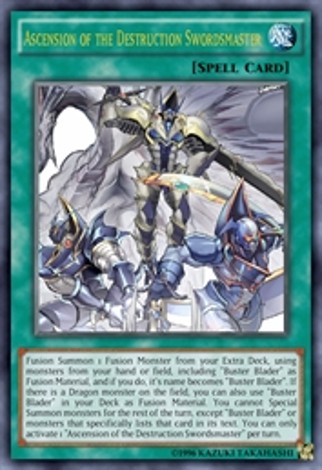 Ascension of the Destruction Swordsmaster
[Spell Card]
Fusion Summon 1 Fusion Monster from your Extra Deck, using
monsters from your hand or field, including "Buster Blader" as
Fusion Material, and if you do, it's name becomes "Buster Blader". If
there is a Dragon monster on the field, you can also use "Buster
Blader" in your Deck as Fusion Material. You cannot Special
Summon monsters for the rest of the turn, except "Buster Blader" or
monsters that specifically lists that card in its text. You can only
activate 1 "Ascension of the Destruction Swordsmaster" per turn.
©1996 KAZUKI TAKAHASHI